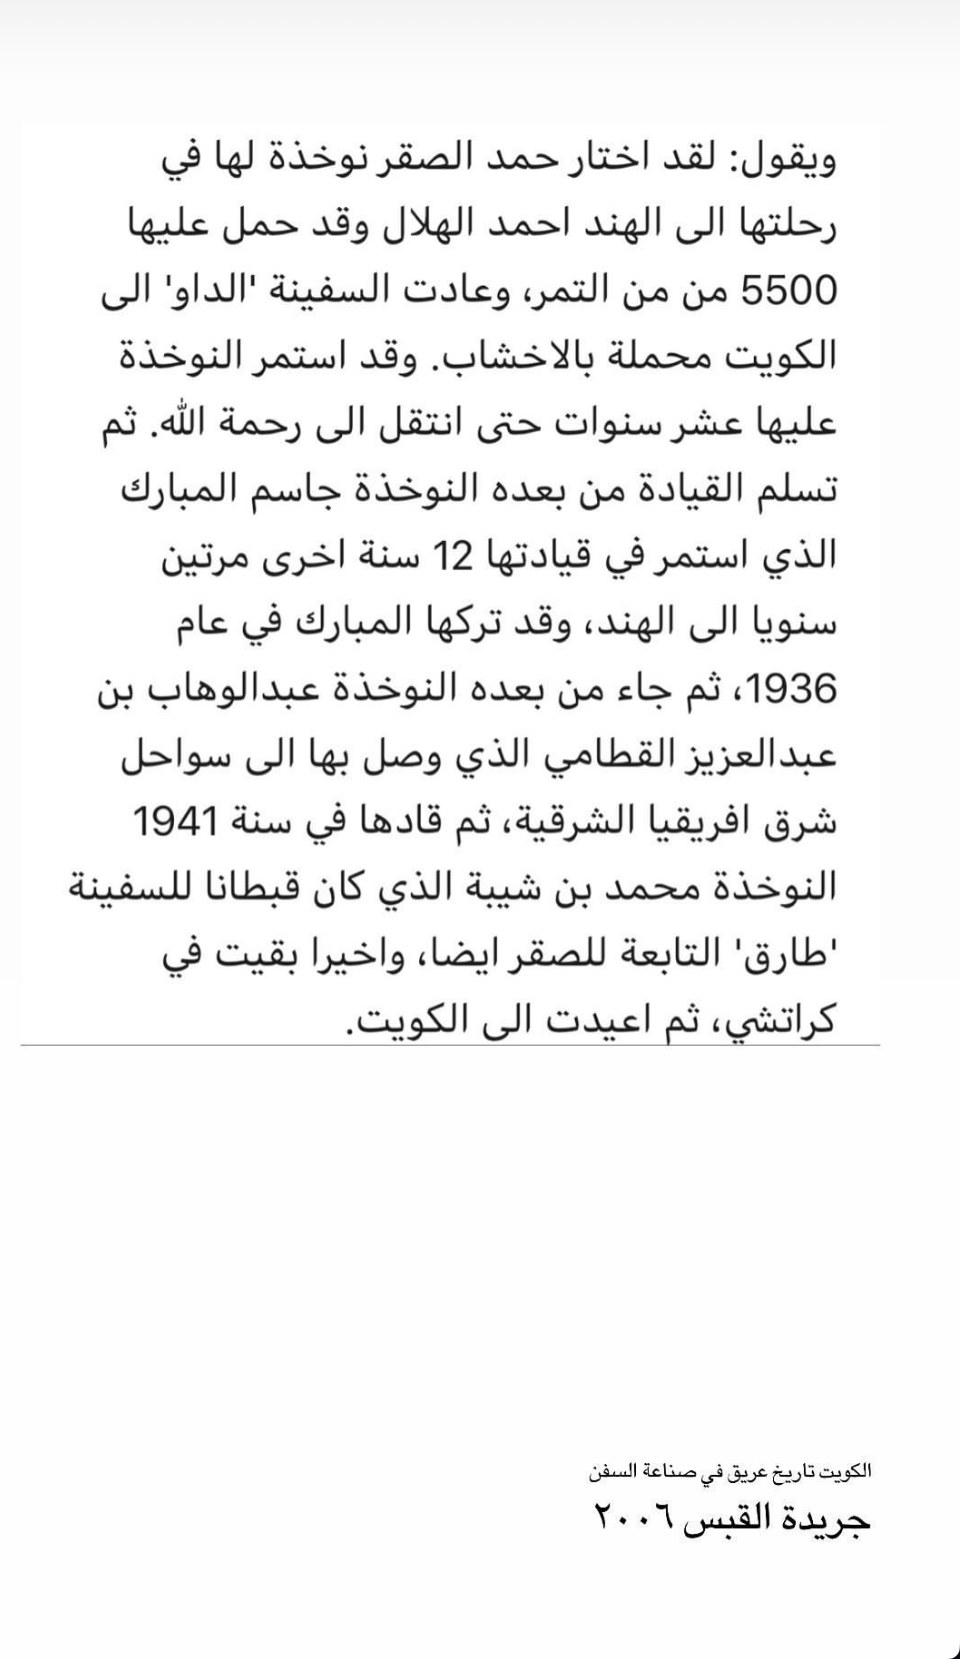 ويقول: لقد اختار حمد الصقر نوخذة لها في
رحلتها الى الهند احمد الهلال وقد حمل عليها
5500 من من التمر، وعادت السفينة 'الداو' الى
الكويت محملة بالاخشاب. وقد استمر النوخذة
عليها عشر سنوات حتى انتقل الى رحمة الله. ثم
تسلم القيادة من بعده النوخذة جاسم المبارك
الذي استمر في قيادتها 12 سنة اخرى مرتين
سنويا الى الهند، وقد تركها المبارك في عام
1936، ثم جاء من بعده النوخذة عبدالوهاب بن
عبدالعزيز القطامي الذي وصل بها الى سواحل
شرق افريقيا الشرقية، ثم قادها في سنة 1941
النوخذة محمد بن شيبة الذي كان قبطانا للسفينة
'طارق' التابعة للصقر ايضا، واخيرا بقيت في
كراتشي، ثم اعيدت الى الكويت.
الكويت تاريخ عريق في صناعة السفن
جريدة القبس ٢٠٠٦